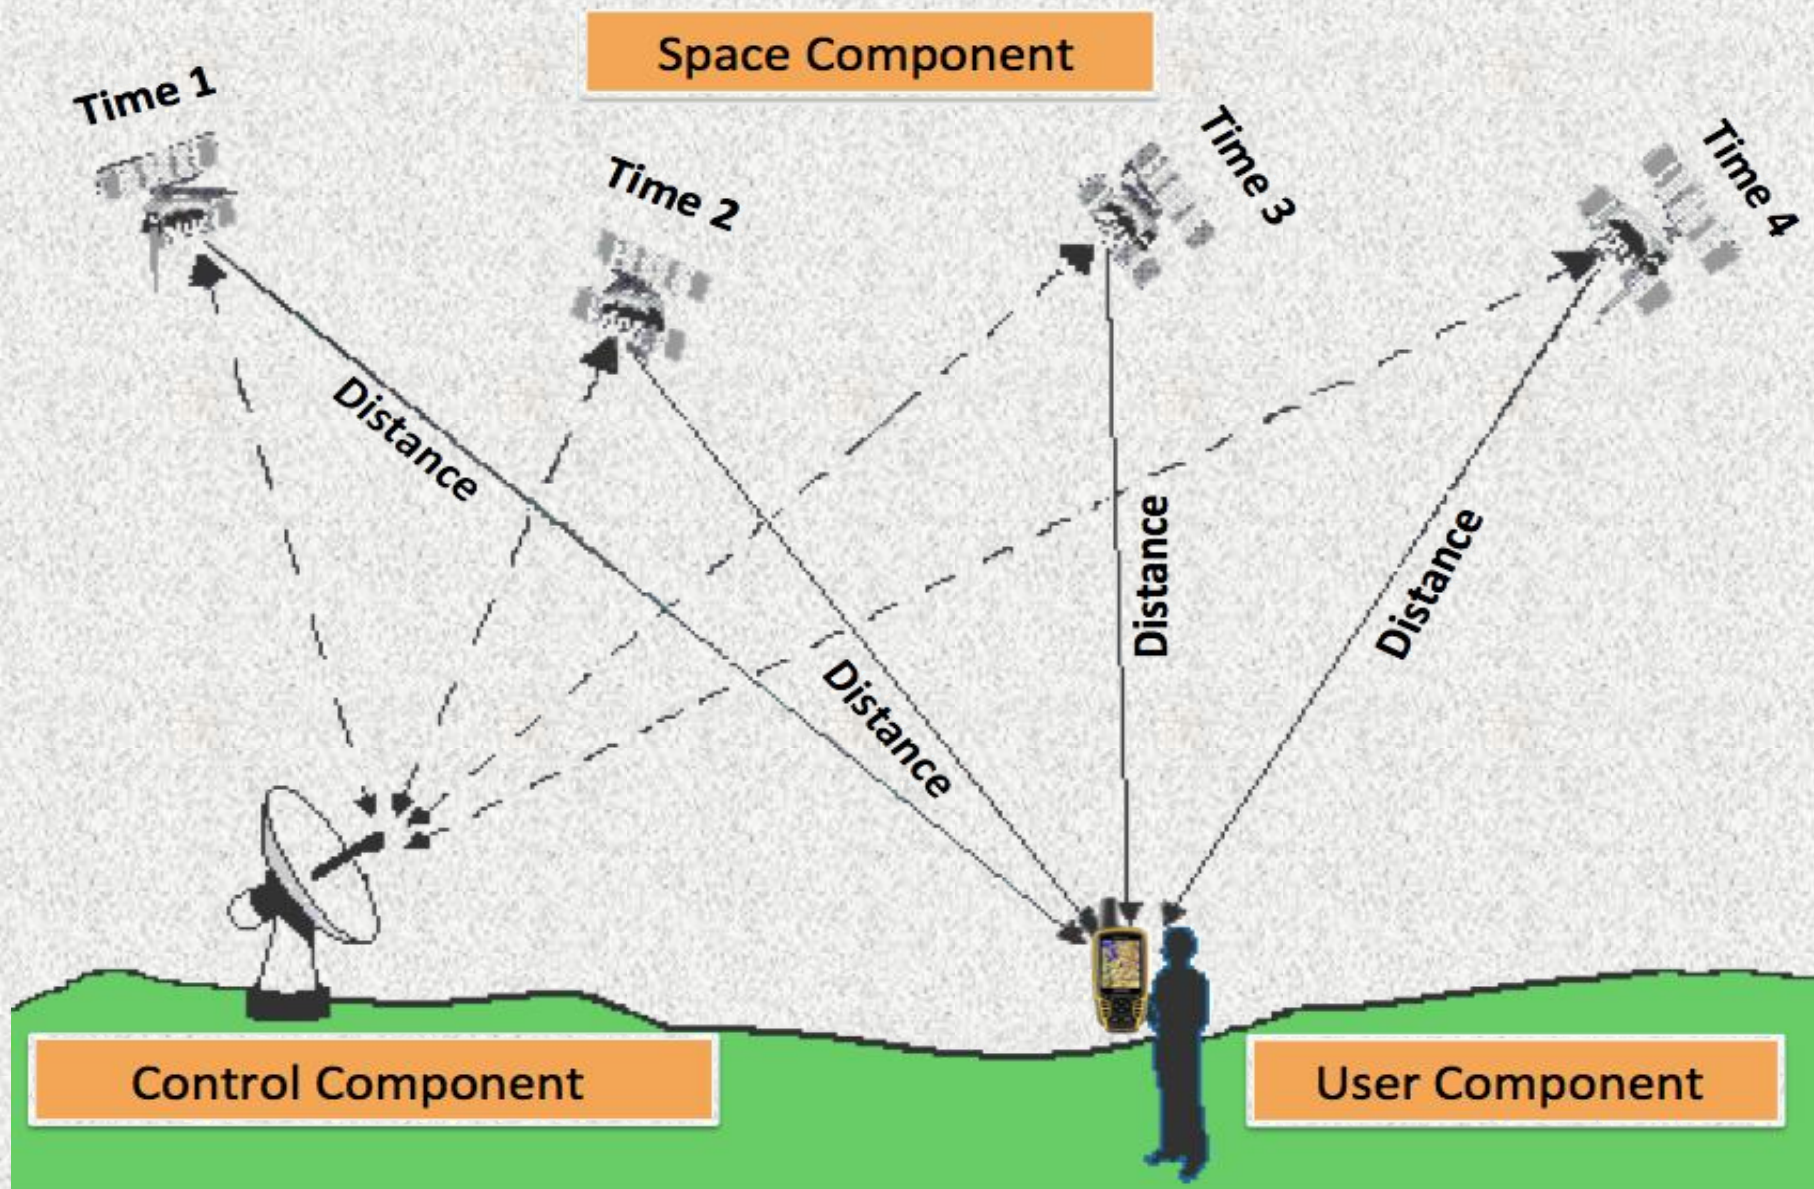 Space Component
Time 1
Time 2
Time 3
Time 4
Distance
Distance
Distance
Distance
Control Component
User Component